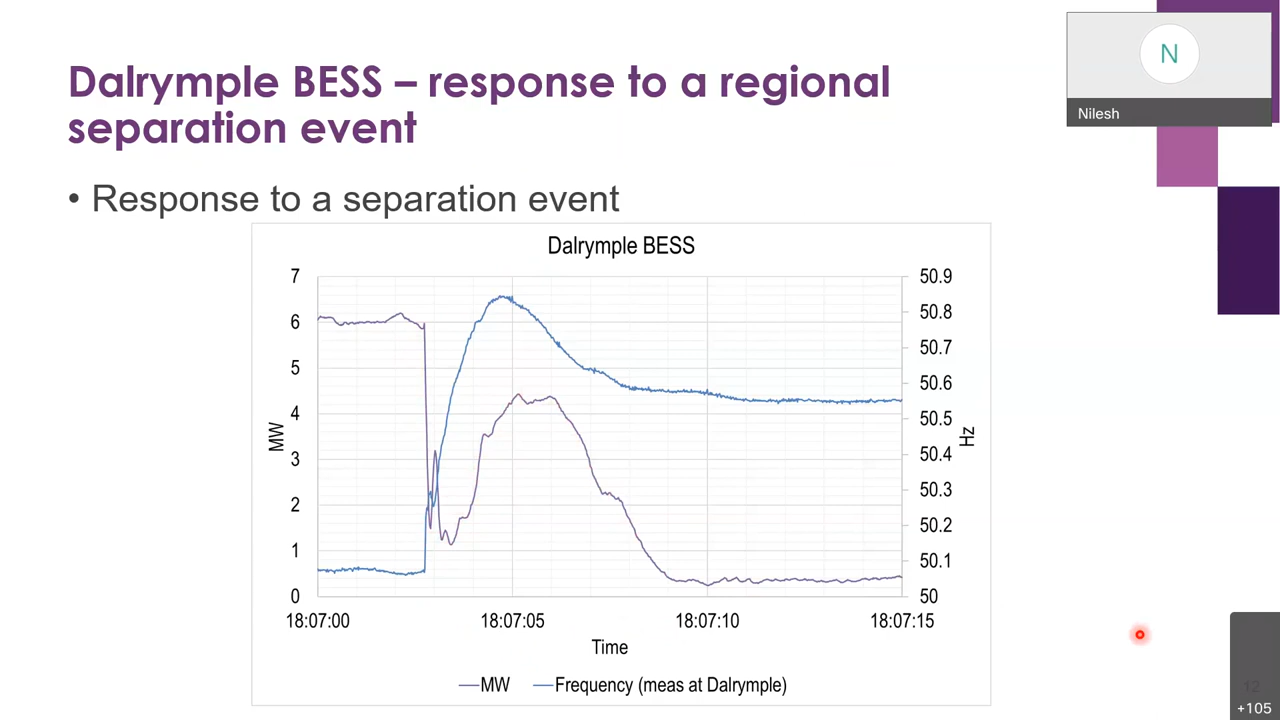 Dalrymple BESS – response to a regional
separation event
N
Nilesh
• Response to a separation event
Dalrymple BESS
7
6
5
4
3
2
1
0
MW
50.9
50.8
50.7
50.6
50.5
50.4
50.3
50.2
50.1
50
Hz
18:07:00
18:07:05
18:07:10
18:07:15
Time
MW
Frequency (meas at Dalrymple)
12
+105